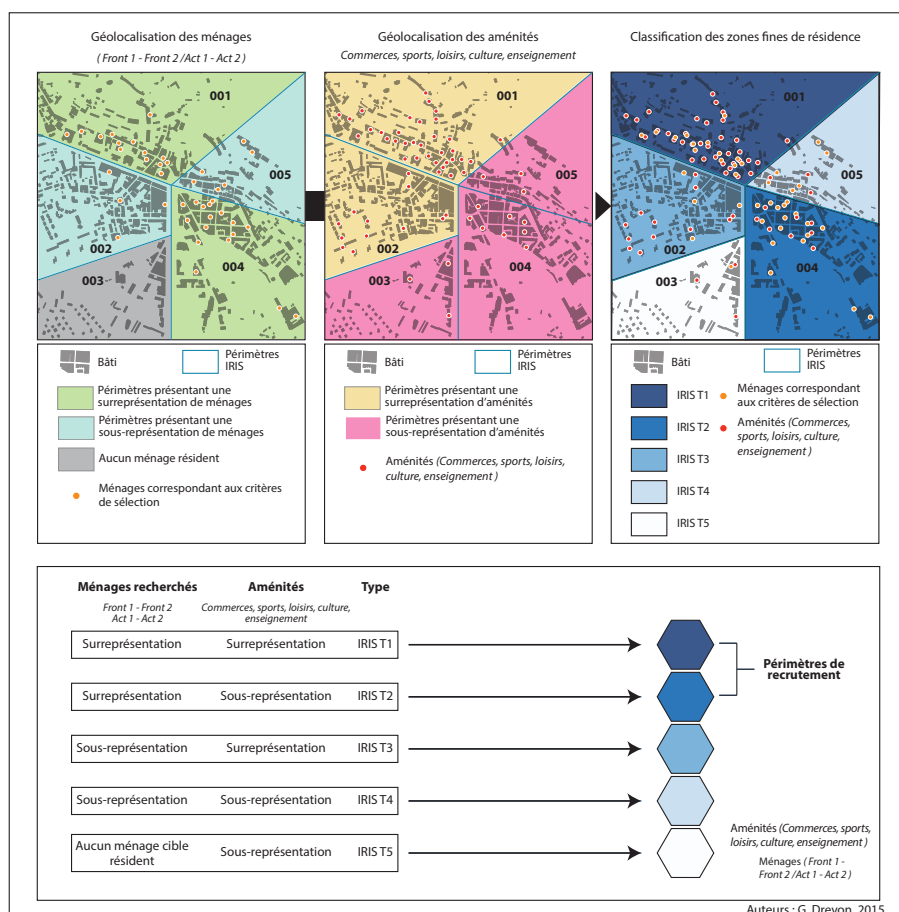 Géolocalisation des ménages
( Front 1 - Front 2 /Act 1 - Act 2 )
001
005
002
003
004
Bâti
Périmètres
IRIS
Périmètres présentant une
surreprésentation de ménages
Périmètres présentant une
sous-représentation de ménages
Aucun ménage résident
Ménages correspondant aux critères
de sélection
Géolocalisation des aménités
Commerces, sports, loisirs, culture, enseignement
001
005
002
003
004
Bâti
Périmètres
IRIS
Périmètres présentant une
surreprésentation d'aménités
Périmètres présentant une
sous-représentation d'aménités
Aménités (Commerces, sports, loisirs,
culture, enseignement )
Classification des zones fines de résidence
001
005
002
003
004
Bâti
Périmètres
IRIS
IRIS T1
IRIS T2
IRIS T3
IRIS T4
IRIS T5
Ménages correspondant
aux critères de sélection
Aménités (Commerces,
sports, loisirs, culture,
enseignement )
Ménages recherchés
Front 1 - Front 2
Act 1 - Act 2
Aménités
Commerces, sports, loisirs, culture,
enseignement
Type
Surreprésentation Surreprésentation IRIS T1
Surreprésentation Sous-représentation IRIS T2
Sous-représentation Surreprésentation IRIS T3
Sous-représentation Sous-représentation IRIS T4
Aucun ménage cible
résident
Sous-représentation IRIS T5
Périmètres de
recrutement
Aménités (Commerces, sports,
loisirs, culture, enseignement )
Ménages ( Front 1 -
Front 2 /Act 1 - Act 2 )
Auteurs : G. Drevon, 2015